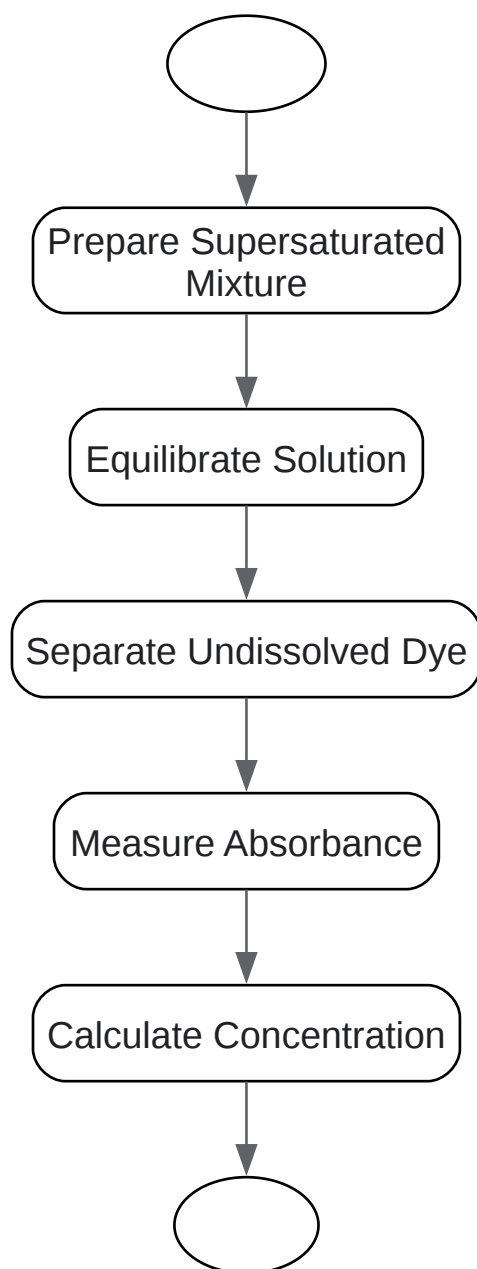 Prepare Supersaturated
Mixture
Equilibrate Solution
Separate Undissolved Dye
Measure Absorbance
Calculate Concentration